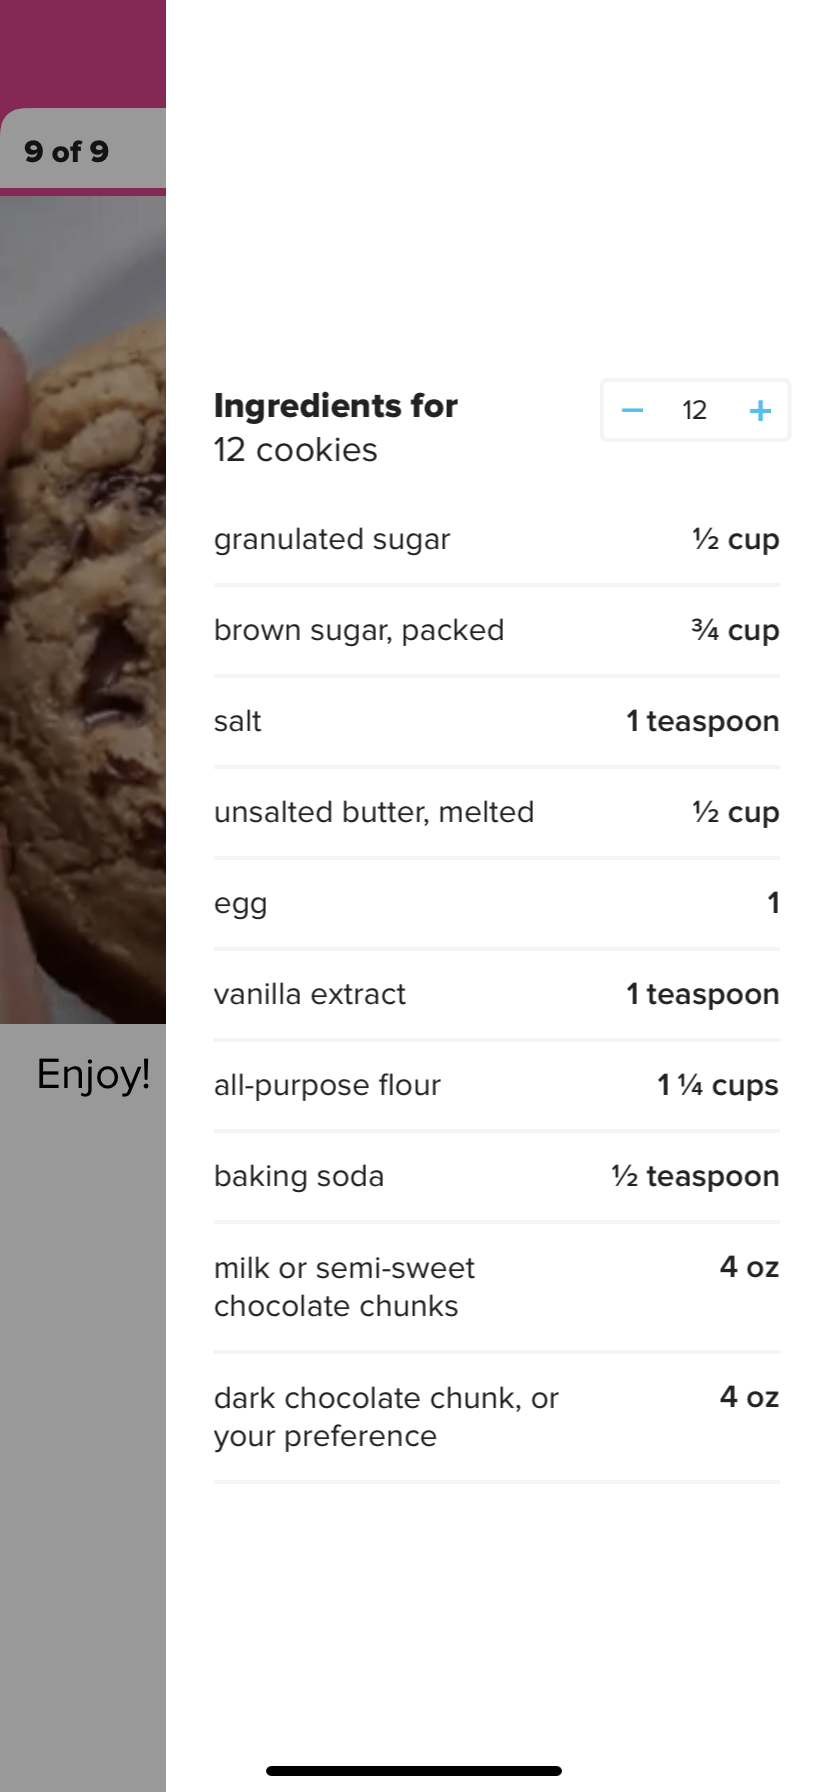 9 of 9
Ingredients for
12 cookies
− 12 +
granulated sugar ½ cup
brown sugar, packed ¾ cup
salt 1 teaspoon
unsalted butter, melted ½ cup
egg 1
vanilla extract 1 teaspoon
all-purpose flour 1 ¼ cups
baking soda ½ teaspoon
milk or semi-sweet 4 oz
chocolate chunks
dark chocolate chunk, or 4 oz
your preference
Enjoy!